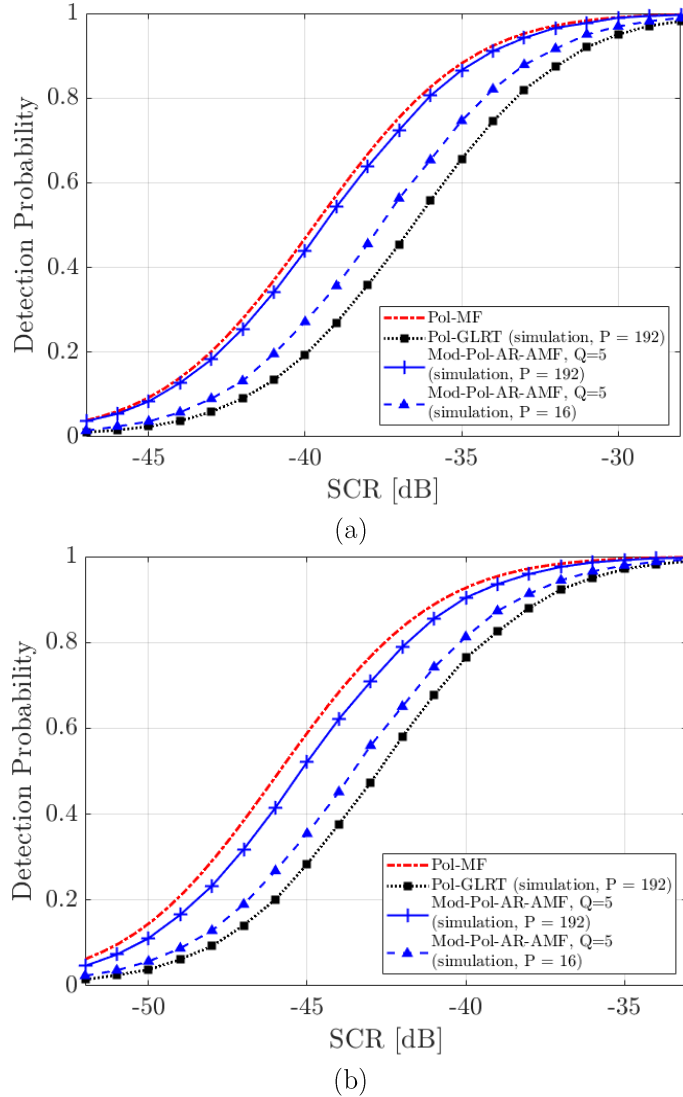 1
0.8
0.6
0.4
0.2
0
Detection Probability
Pol-MF
Pol-GLRT (simulation, P = 192)
Mod-Pol-AR-AMF, Q=5
(simulation, P = 192)
Mod-Pol-AR-AMF, Q=5
(simulation, P = 16)
-45 -40 -35 -30
SCR [dB]
(a)
1
0.8
0.6
0.4
0.2
0
Detection Probability
Pol-MF
Pol-GLRT (simulation, P = 192)
Mod-Pol-AR-AMF, Q=5
(simulation, P = 192)
Mod-Pol-AR-AMF, Q=5
(simulation, P = 16)
-50 -45 -40 -35
SCR [dB]
(b)